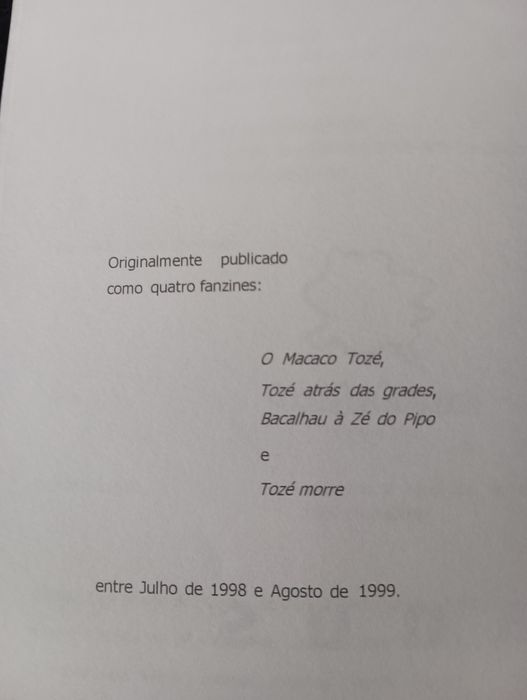 Originalmente publicado
como quatro fanzines:
O Macaco Tozé,
Tozé atrás das grades,
Bacalhau à Zé do Pipo
e
Tozé morre
entre Julho de 1998 e Agosto de 1999.